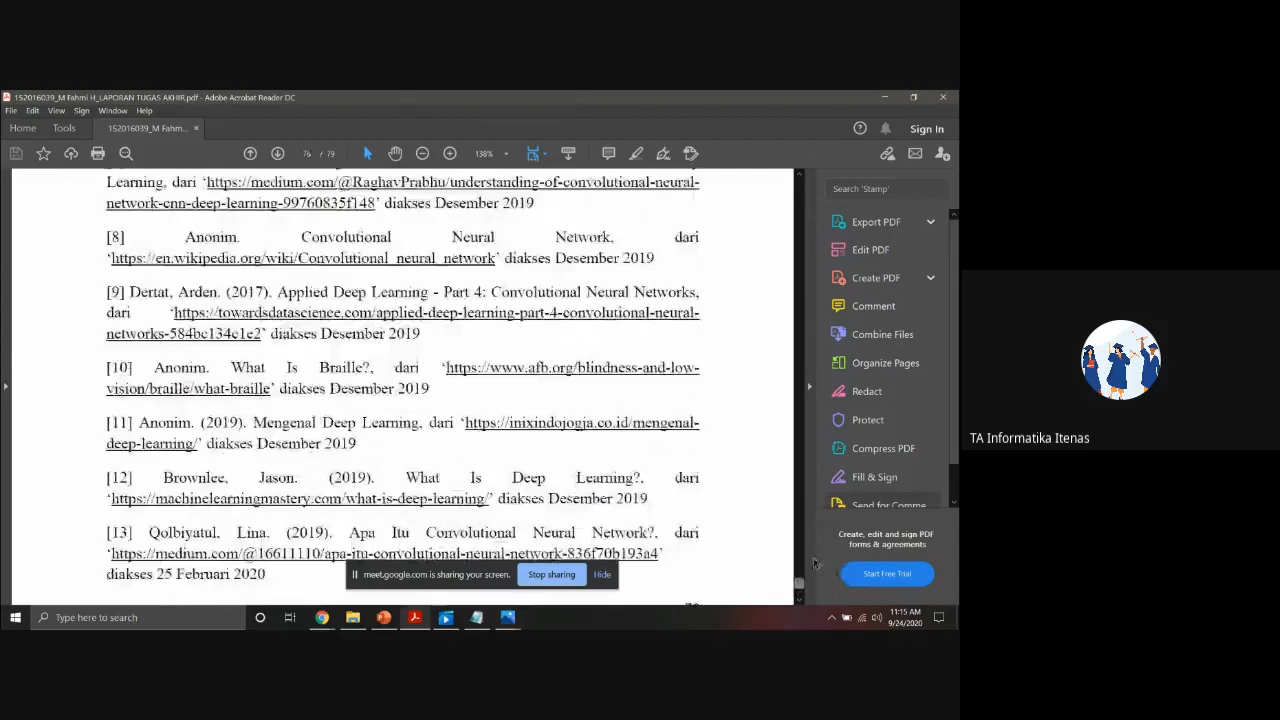 152016039_M Fahmi H_LAPORAN TUGAS AKHIR.pdf - Adobe Acrobat Reader DC
File Edit View Sign Window Help
Home Tools 152016039_M Fahm... ×
Sign In
76 / 79 138%
Learning, dari ‘https://medium.com/@RaghavPrabhu/understanding-of-convolutional-neural-
network-cnn-deep-learning-99760835f148’ diakses Desember 2019
[8] Anonim. Convolutional Neural Network, dari
‘https://en.wikipedia.org/wiki/Convolutional_neural_network’ diakses Desember 2019
[9] Dertat, Arden. (2017). Applied Deep Learning - Part 4: Convolutional Neural Networks,
dari ‘https://towardsdatascience.com/applied-deep-learning-part-4-convolutional-neural-
networks-584bc134c1e2’ diakses Desember 2019
[10] Anonim. What Is Braille?, dari ‘https://www.afb.org/blindness-and-low-
vision/braille/what-braille’ diakses Desember 2019
[11] Anonim. (2019). Mengenal Deep Learning, dari ‘https://inixindojogja.co.id/mengenal-
deep-learning/’ diakses Desember 2019
[12] Brownlee, Jason. (2019). What Is Deep Learning?, dari
‘https://machinelearningmastery.com/what-is-deep-learning/’ diakses Desember 2019
[13] Qolbiyatul, Lina. (2019). Apa Itu Convolutional Neural Network?, dari
‘https://medium.com/@16611110/apa-itu-convolutional-neural-network-836f70b193a4’
diakses 25 Februari 2020
meet.google.com is sharing your screen. Stop sharing Hide
Search 'Stamp'
Export PDF
Edit PDF
Create PDF
Comment
Combine Files
Organize Pages
Redact
Protect
Compress PDF
Fill & Sign
Send for Comme
Create, edit and sign PDF
forms & agreements
Start Free Trial
Type here to search
11:15 AM
9/24/2020
TA Informatika Itenas